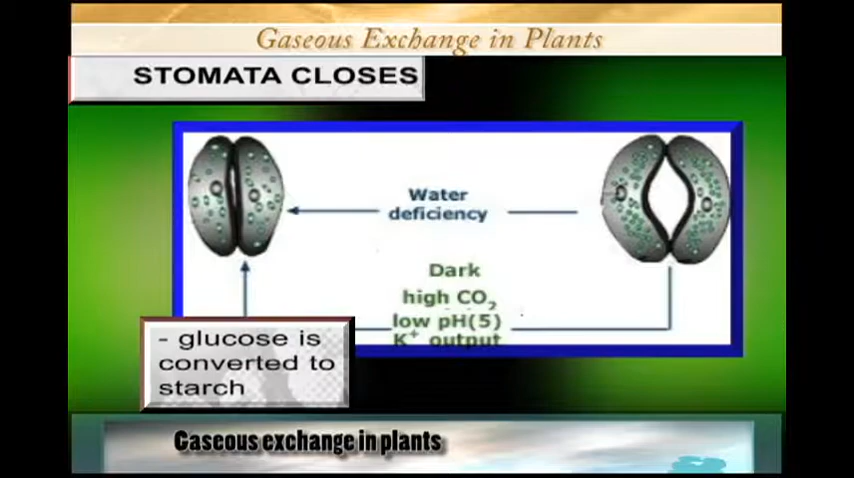 Gaseous Exchange in Plants
STOMATA CLOSES
Water
deficiency
Dark
high CO₂
low pH(5)
K⁺ output
- glucose is
converted to
starch
Gaseous exchange in plants